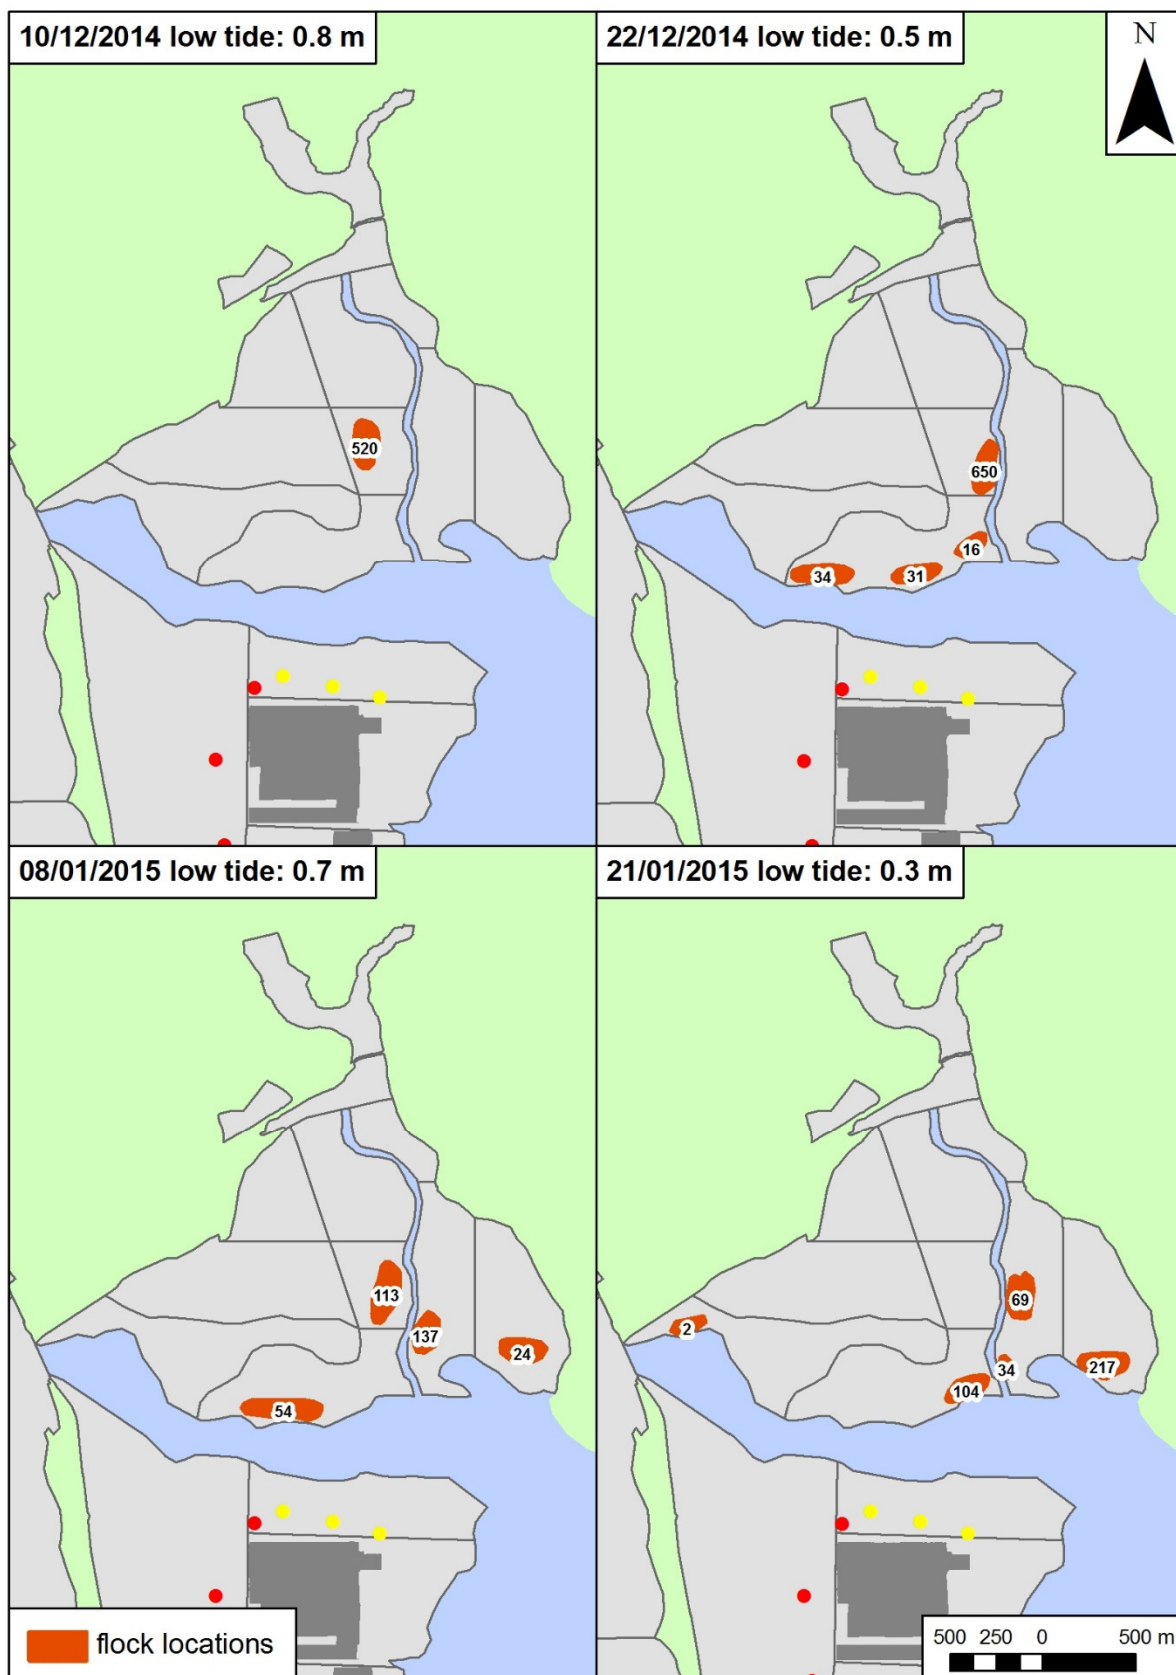 10/12/2014 low tide: 0.8 m
22/12/2014 low tide: 0.5 m
N
520
650
16
34
31
08/01/2015 low tide: 0.7 m
21/01/2015 low tide: 0.3 m
113
137
24
54
69
2
34
217
104
flock locations
500 250 0 500 m